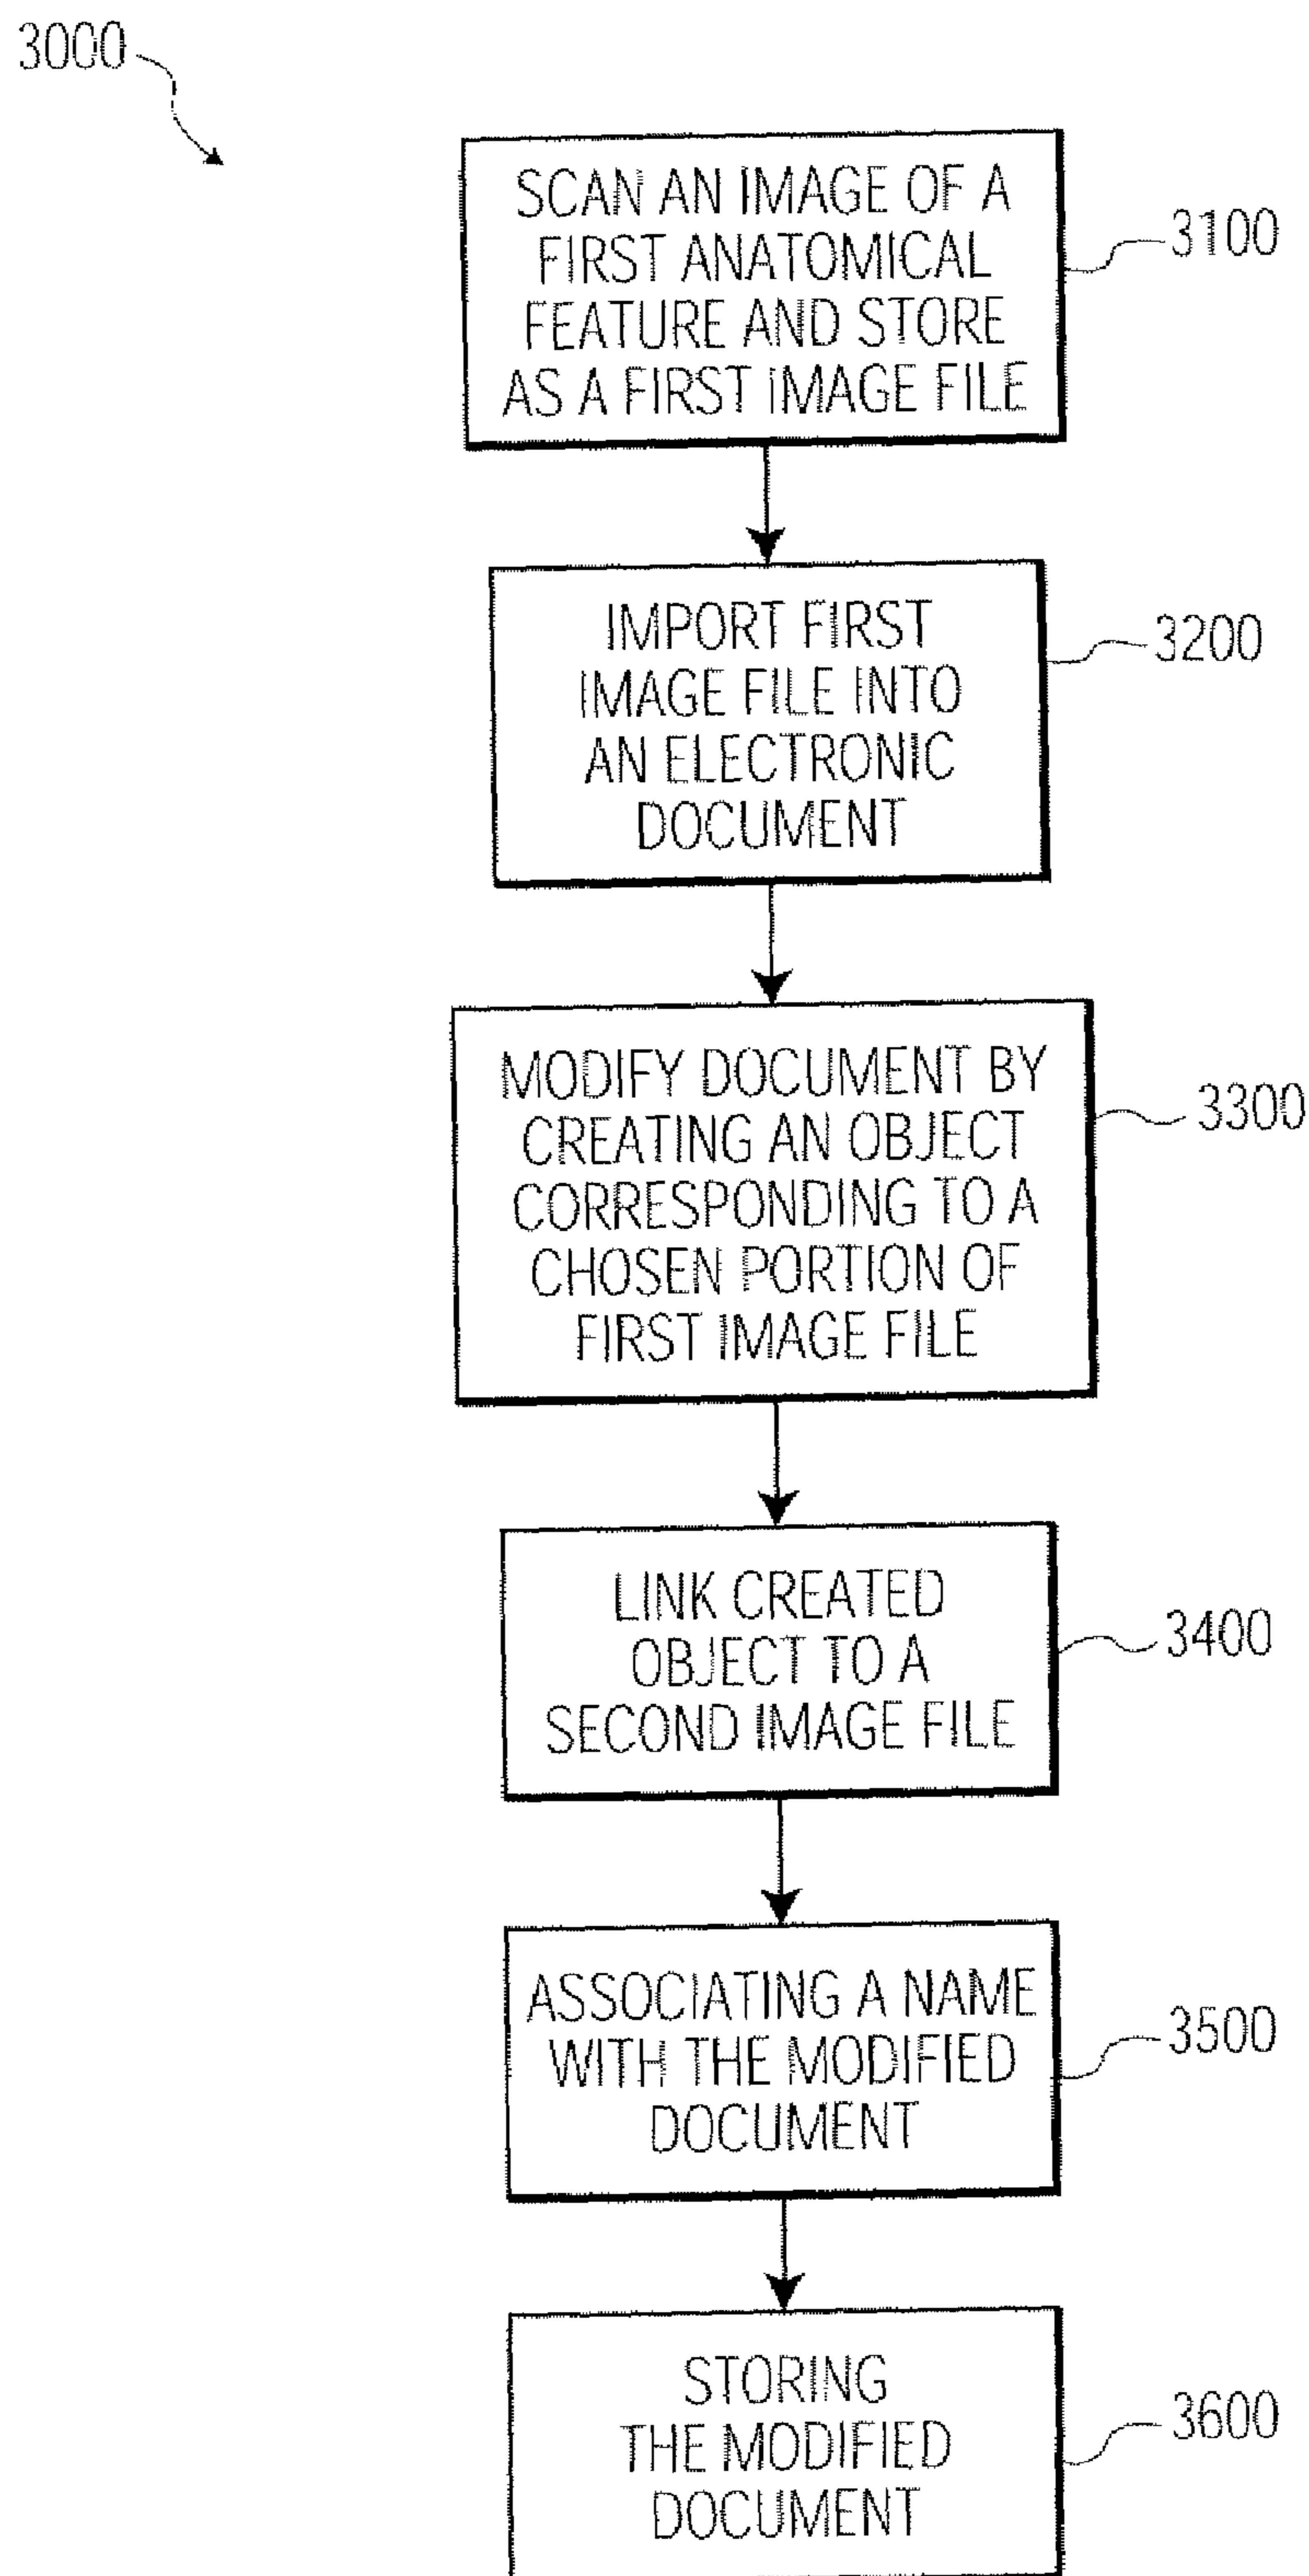 3000
SCAN AN IMAGE OF A
FIRST ANATOMICAL
FEATURE AND STORE
AS A FIRST IMAGE FILE
3100
IMPORT FIRST
IMAGE FILE INTO
AN ELECTRONIC
DOCUMENT
3200
MODIFY DOCUMENT BY
CREATING AN OBJECT
CORRESPONDING TO A
CHOSEN PORTION OF
FIRST IMAGE FILE
3300
LINK CREATED
OBJECT TO A
SECOND IMAGE FILE
3400
ASSOCIATING A NAME
WITH THE MODIFIED
DOCUMENT
3500
STORING
THE MODIFIED
DOCUMENT
3600